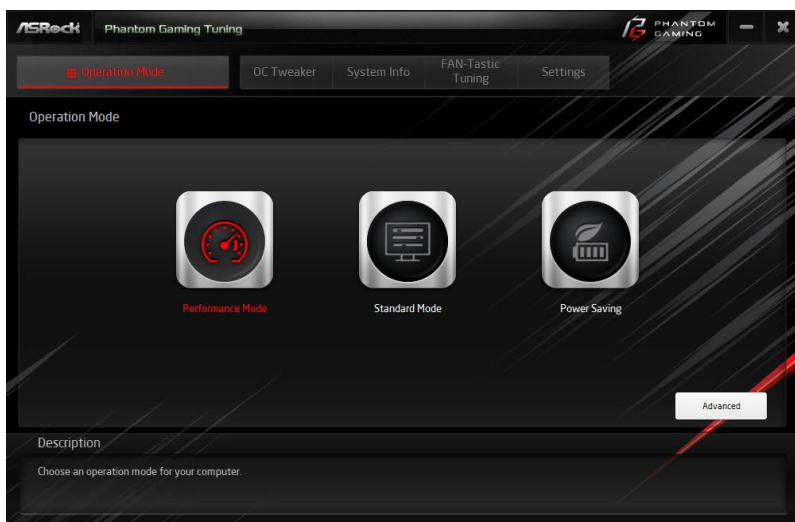 ASRock
Phantom Gaming Tuning
PHANTOM
GAMING
Operation Mode
OC Tweaker
System Info
FAN-Tastic
Tuning
Settings
Operation Mode
Performance Mode
Standard Mode
Power Saving
Advanced
Description
Choose an operation mode for your computer.